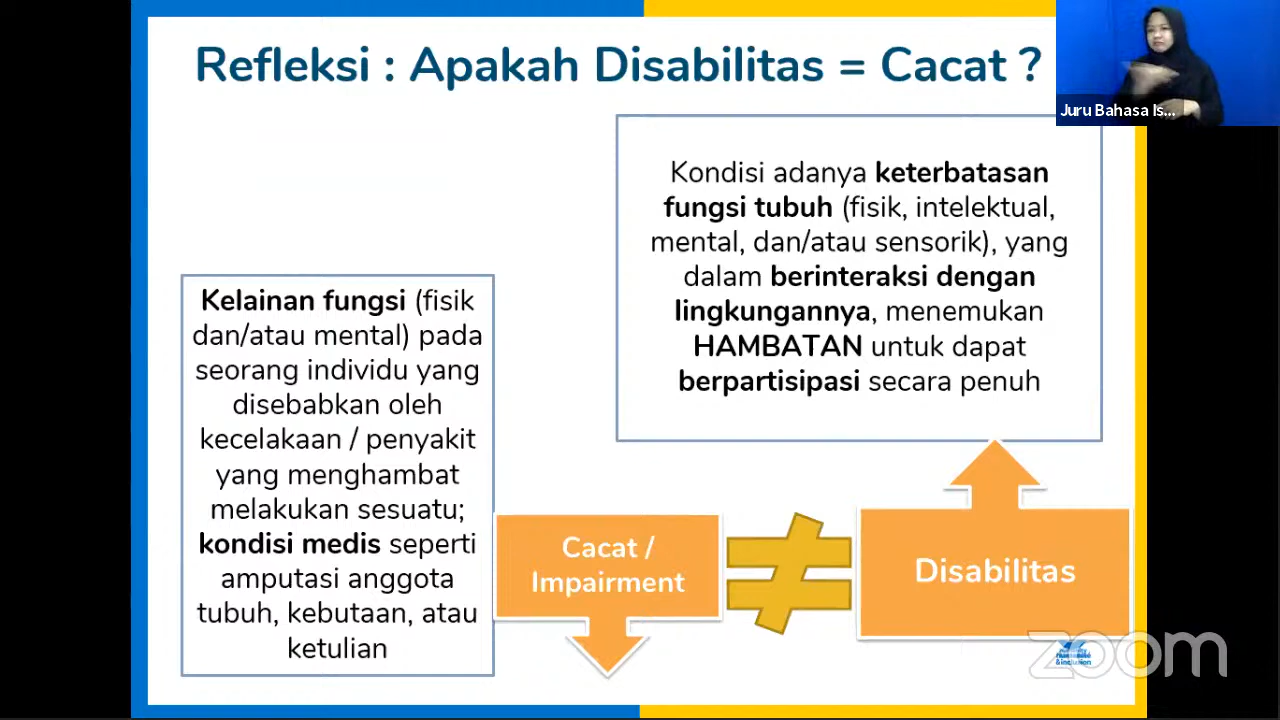 Refleksi : Apakah Disabilitas = Cacat ?
Juru Bahasa Is...
Kondisi adanya keterbatasan
fungsi tubuh (fisik, intelektual,
mental, dan/atau sensorik), yang
dalam berinteraksi dengan
lingkungannya, menemukan
HAMBATAN untuk dapat
berpartisipasi secara penuh
Kelainan fungsi (fisik
dan/atau mental) pada
seorang individu yang
disebabkan oleh
kecelakaan / penyakit
yang menghambat
melakukan sesuatu;
kondisi medis seperti
amputasi anggota
tubuh, kebutaan, atau
ketulian
Cacat /
Impairment
≠
Disabilitas
& inclusion
zoom